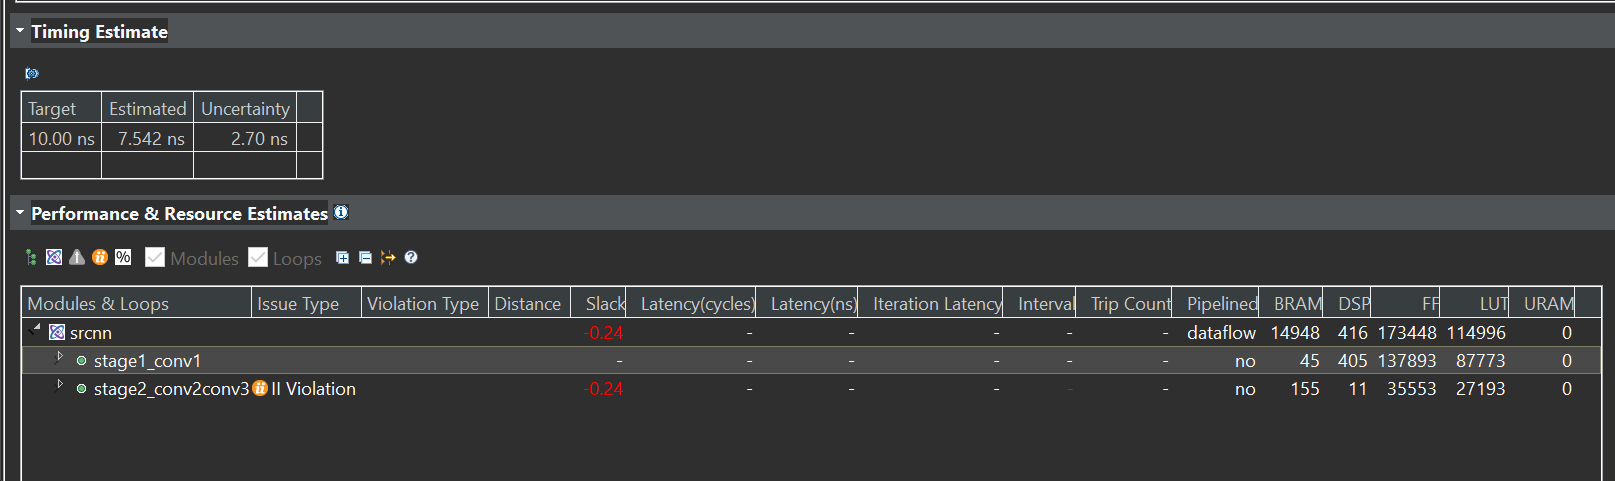 Timing Estimate
Target Estimated Uncertainty
10.00 ns 7.542 ns 2.70 ns
Performance & Resource Estimates
% Modules Loops
Modules & Loops Issue Type Violation Type Distance Slack Latency(cycles) Latency(ns) Iteration Latency Interval Trip Count Pipelined BRAM DSP FF LUT URAM
srcnn -0.24 - - - - - dataflow 14948 416 173448 114996 0
stage1_conv1 - - - - - - no 45 405 137893 87773 0
stage2_conv2conv3 II Violation -0.24 - - - - - no 155 11 35553 27193 0